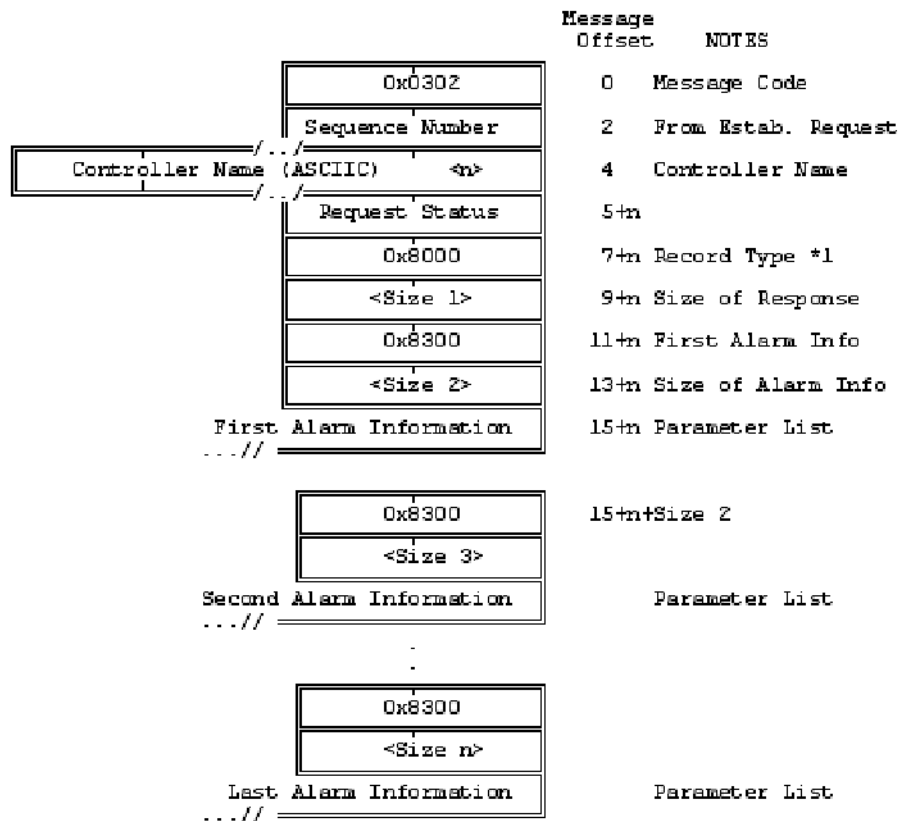 Message
Offset NOTES
0x0302 0 Message Code
Sequence Number 2 From Estab. Request
/../
Controller Name (ASCIIC) <n> 4 Controller Name
/../
Request Status 5+n
0x8000 7+n Record Type *1
<Size 1> 9+n Size of Response
0x8300 11+n First Alarm Info
<Size 2> 13+n Size of Alarm Info
First Alarm Information 15+n Parameter List
...//
0x8300 15+n+Size 2
<Size 3>
Second Alarm Information Parameter List
...//
.
.
0x8300
<Size n>
Last Alarm Information Parameter List
...//